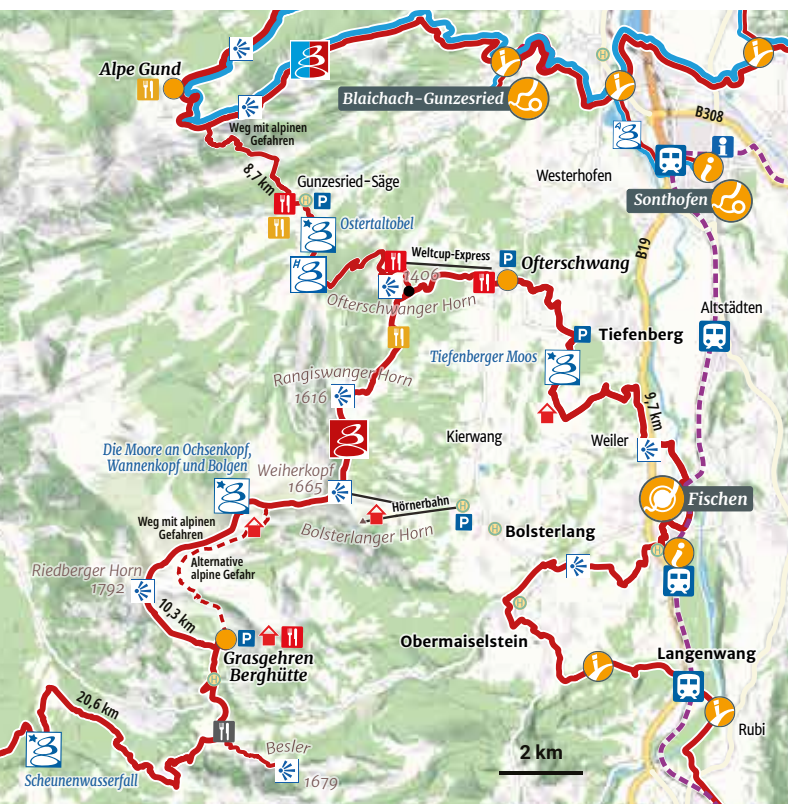 Alpe Gund
Blaichach-Gunzesried
B308
Weg mit alpinen
Gefahren
8,7 km
Gunzesried-Säge
H
P
Westerhofen
i
i
Sonthofen
Ostertaltobel
Weltcup-Express
P
Ofterschwang
B19
1406
Ofterschwanger Horn
Altstädten
P
Tiefenberg
Tiefenberger Moos
Rangiswanger Horn
1616
9,7 km
Kierwang
Weiler
Die Moore an Ochsenkopf,
Wannenkopf und Bolgen
Weiherkopf
1665
Hörnerbahn
H
P
Fischen
Weg mit alpinen
Gefahren
Bolsterlanger Horn
H
Bolsterlang
Alternative
alpine Gefahr
Riedberger Horn
1792
H
i
10,3 km
H
P
Grasgehren
Berghütte
Obermaiselstein
Langenwang
H
20,6 km
Rubi
Besler
1679
2 km
Scheunenwasserfall